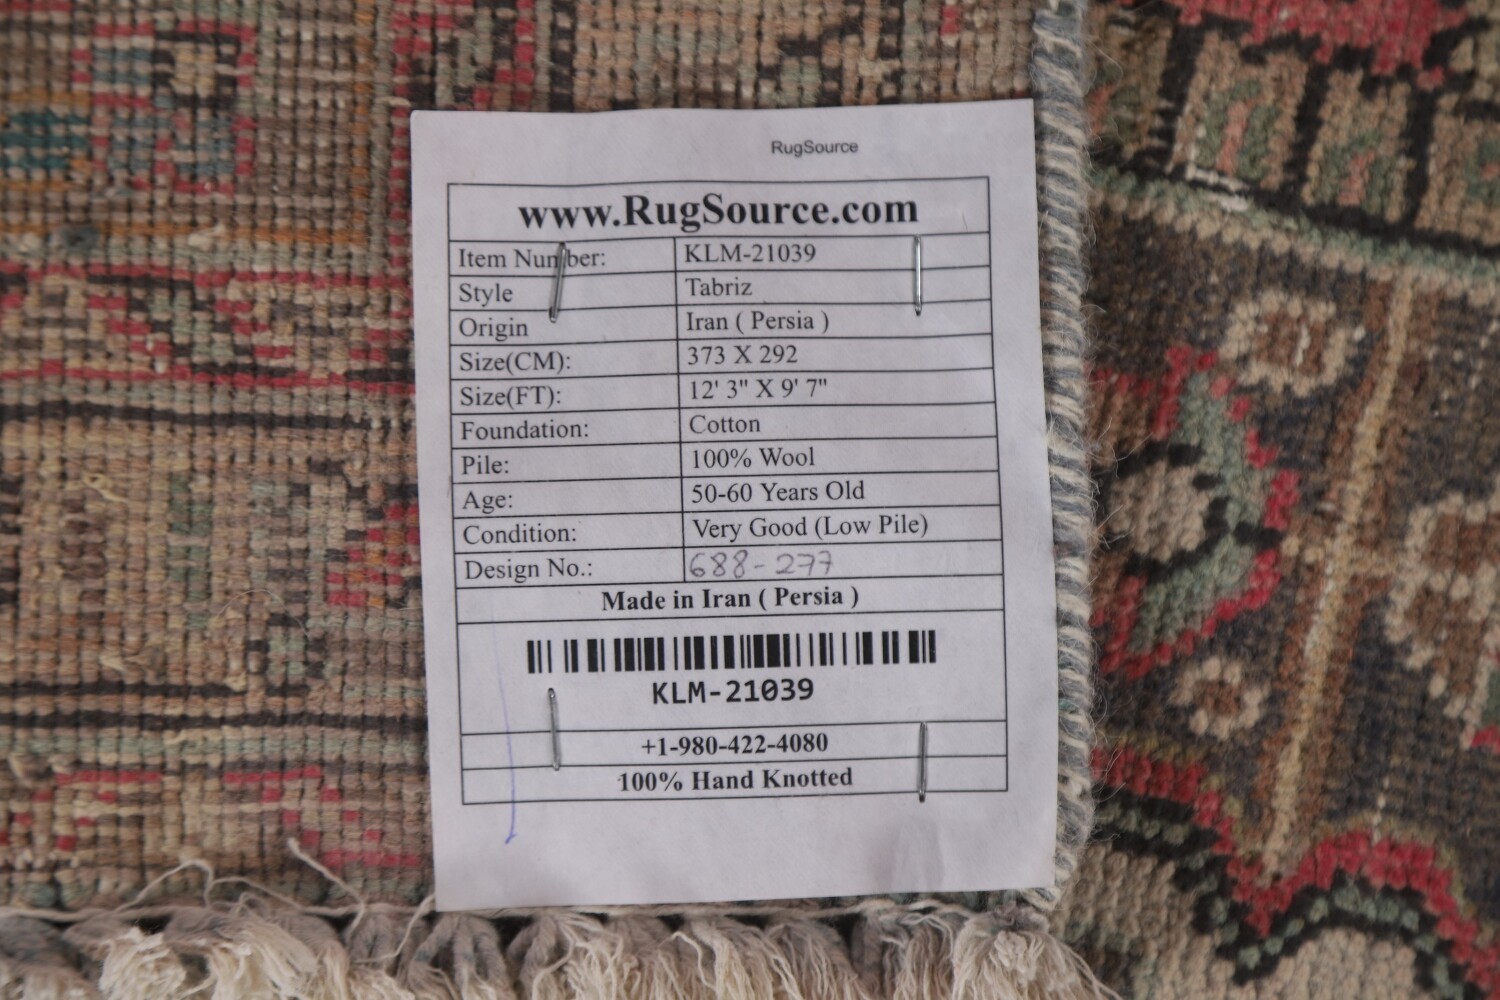 RugSource
www.RugSource.com
Item Number: KLM-21039
Style Tabriz
Origin Iran ( Persia )
Size(CM): 373 X 292
Size(FT): 12' 3" X 9' 7"
Foundation: Cotton
Pile: 100% Wool
Age: 50-60 Years Old
Condition: Very Good (Low Pile)
Design No.: 688-277
Made in Iran ( Persia )
KLM-21039
+1-980-422-4080
100% Hand Knotted